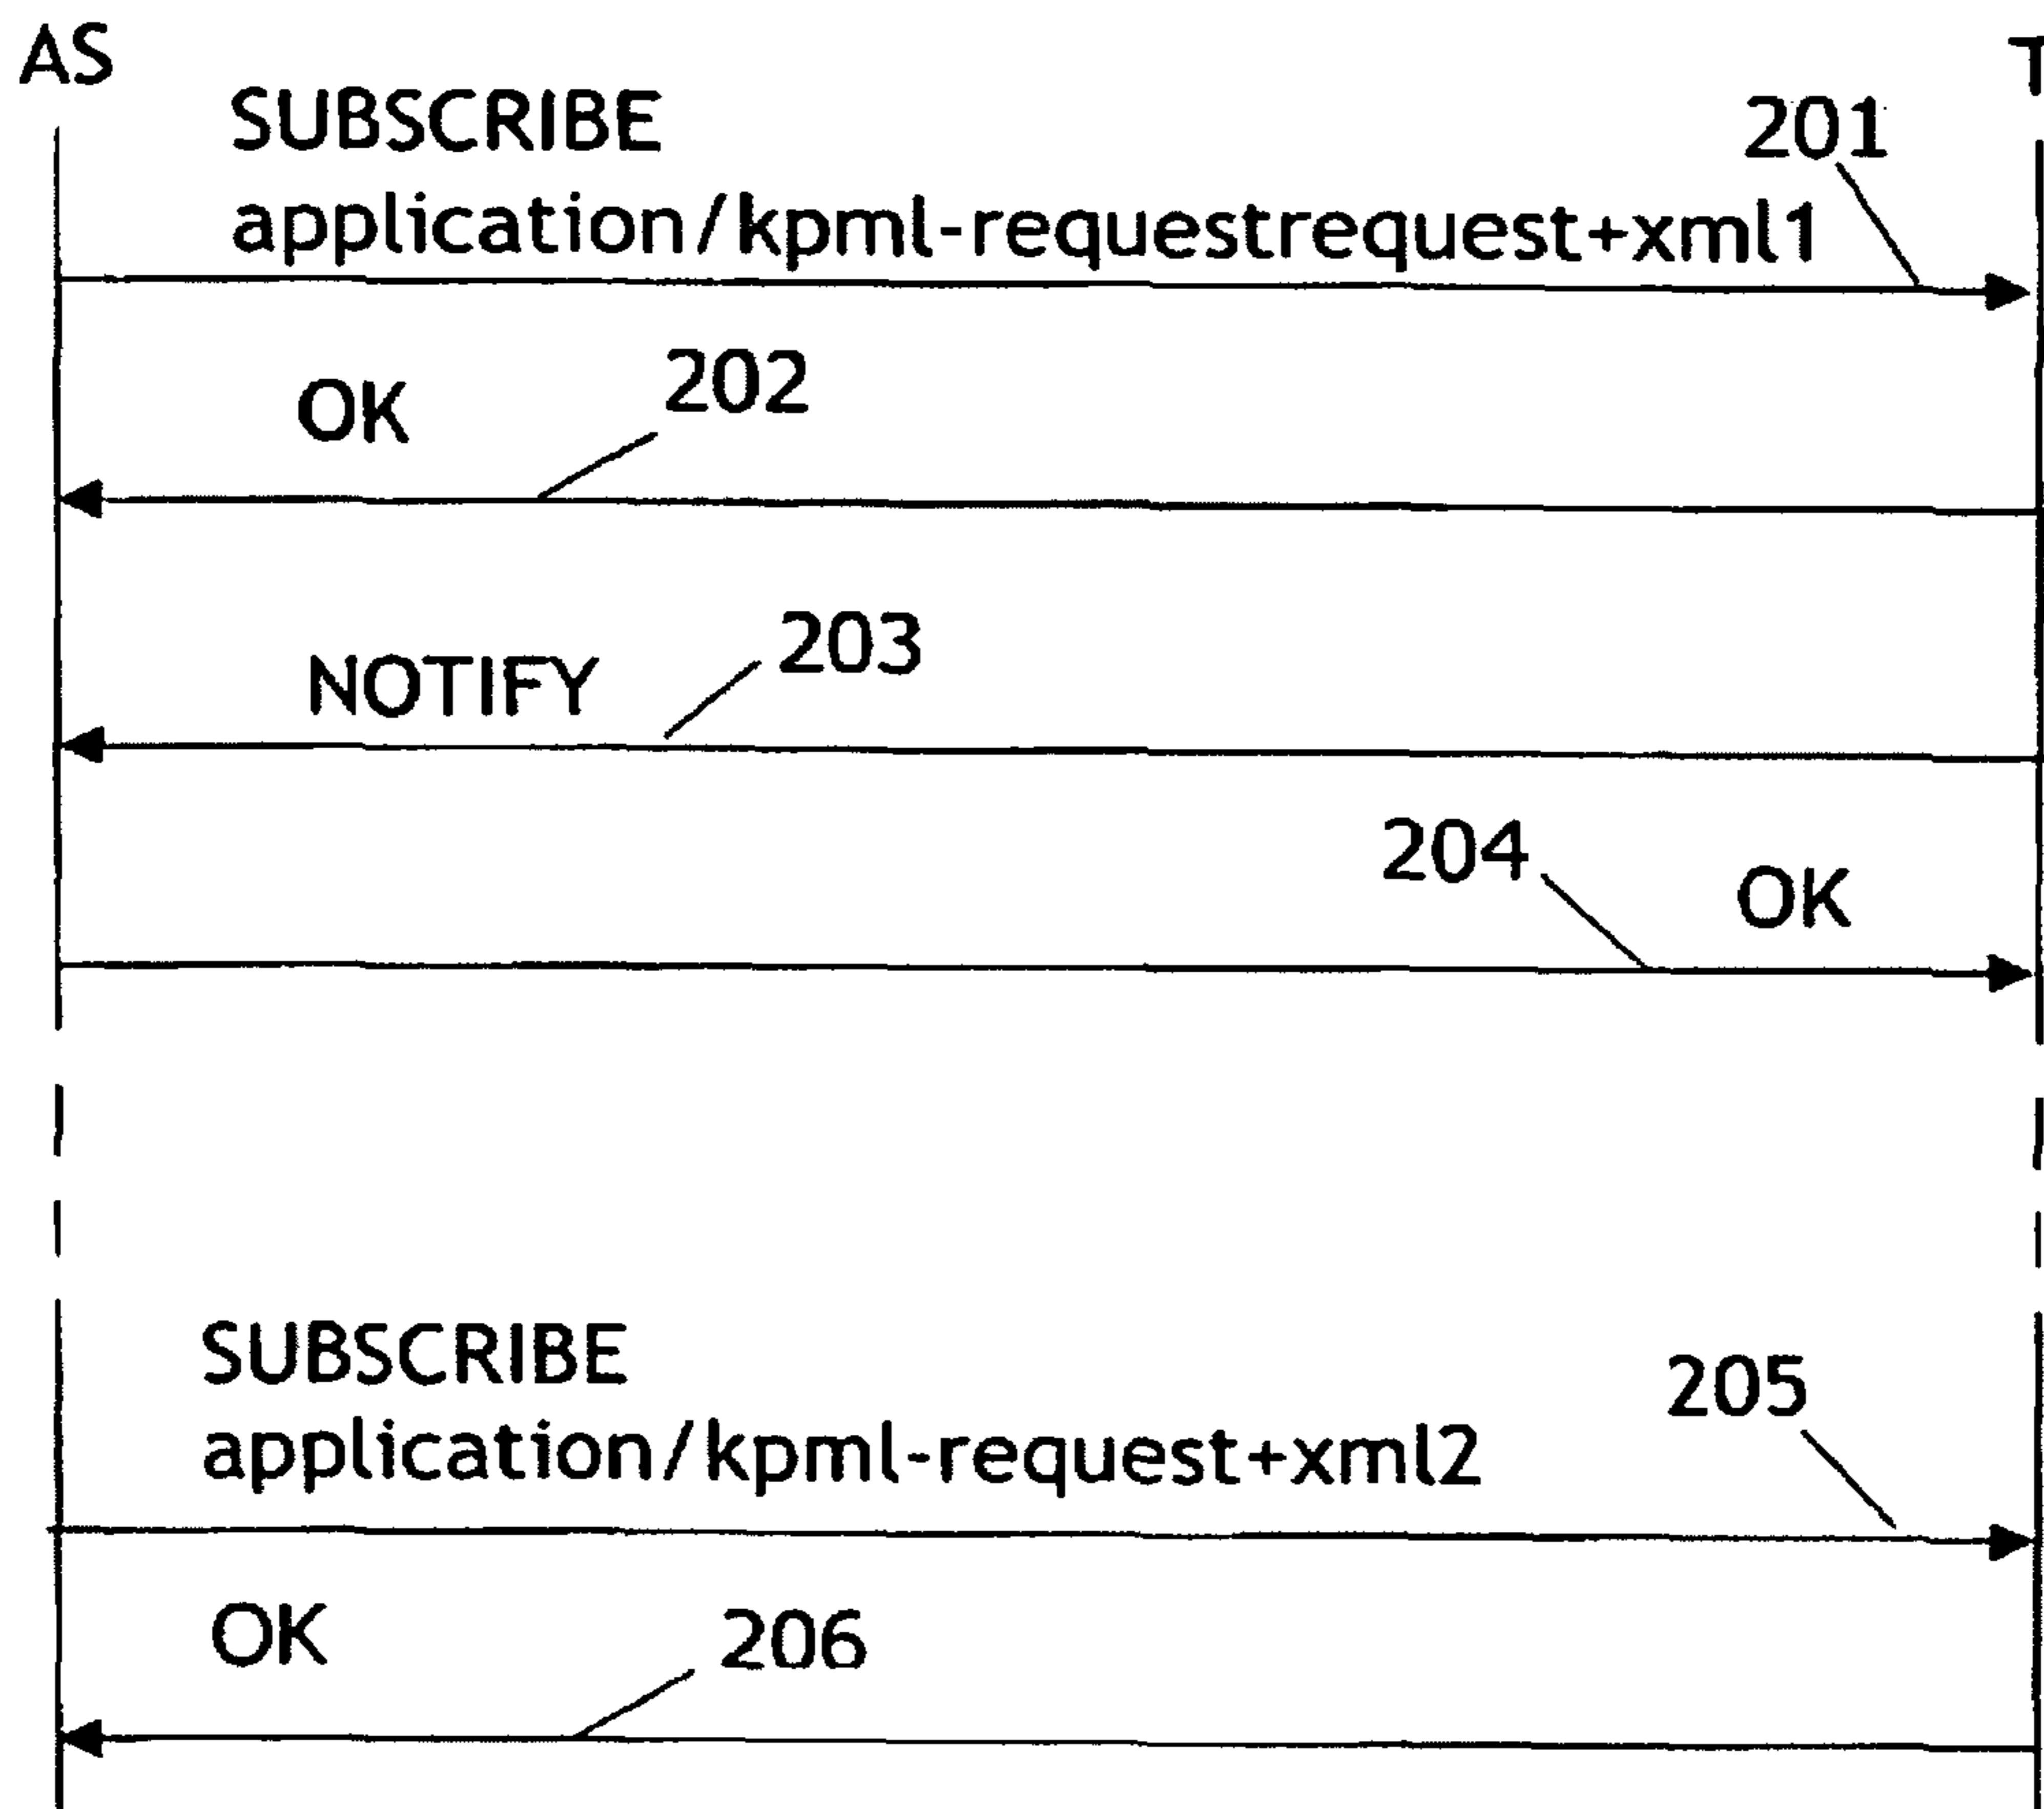 AS
T
SUBSCRIBE
201
application/kpml-requestrequest+xml1
OK
202
NOTIFY
203
204
OK
SUBSCRIBE
205
application/kpml-request+xml2
OK
206